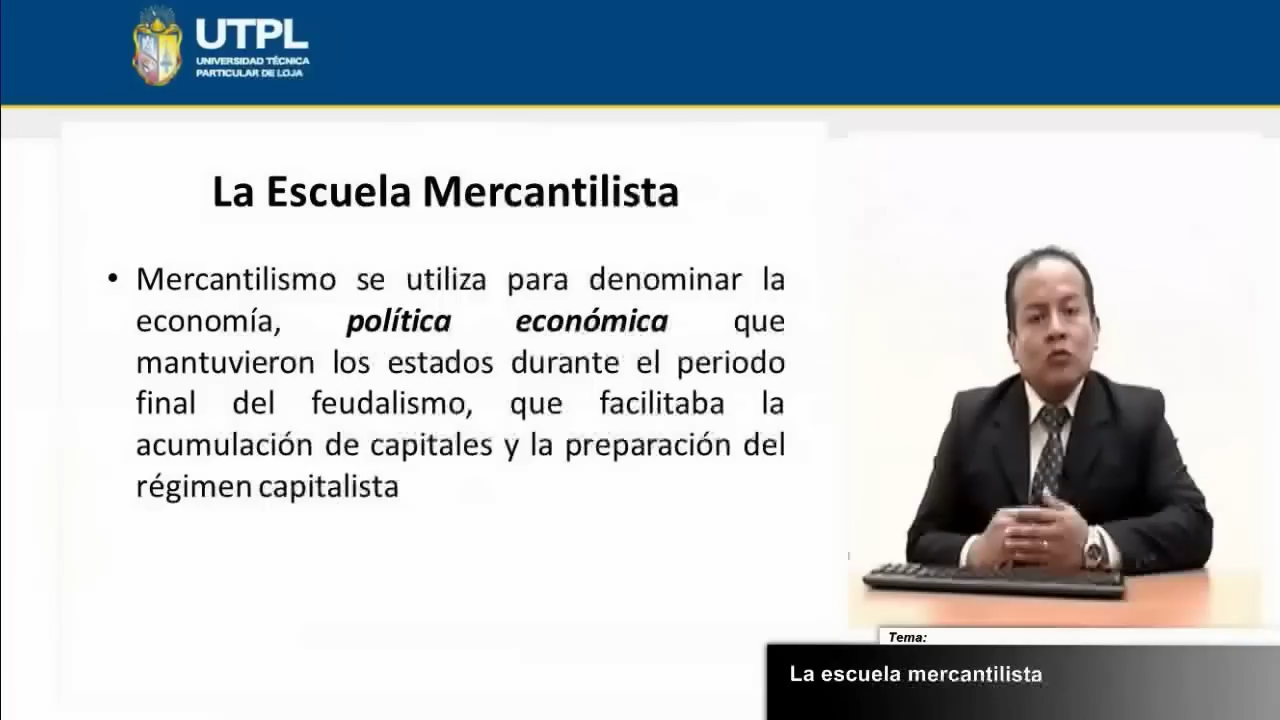 UTPL
UNIVERSIDAD TÉCNICA
PARTICULAR DE LOJA
La Escuela Mercantilista
• Mercantilismo se utiliza para denominar la
economía, política económica que
mantuvieron los estados durante el periodo
final del feudalismo, que facilitaba la
acumulación de capitales y la preparación del
régimen capitalista
Tema:
La escuela mercantilista